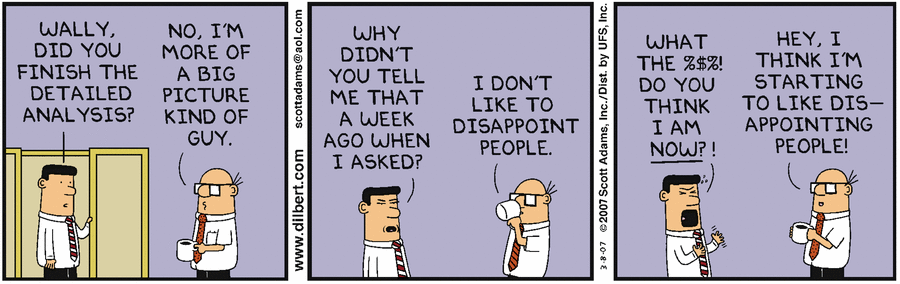 WALLY,
DID YOU
FINISH THE
DETAILED
ANALYSIS?
NO, I'M
MORE OF
A BIG
PICTURE
KIND OF
GUY.
www.dilbert.com
scottadams@aol.com
WHY
DIDN'T
YOU TELL
ME THAT
A WEEK
AGO WHEN
I ASKED?
I DON'T
LIKE TO
DISAPPOINT
PEOPLE.
3-8-07 ©2007 Scott Adams, Inc./Dist. by UFS, Inc.
WHAT
THE %$%!
DO YOU
THINK
I AM
NOW?!
HEY, I
THINK I'M
STARTING
TO LIKE DIS-
APPOINTING
PEOPLE!